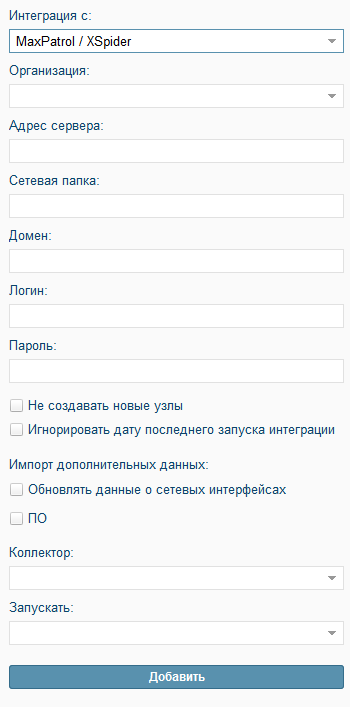 Интеграция с:
MaxPatrol / XSpider
Организация:
Адрес сервера:
Сетевая папка:
Домен:
Логин:
Пароль:
Не создавать новые узлы
Игнорировать дату последнего запуска интеграции
Импорт дополнительных данных:
Обновлять данные о сетевых интерфейсах
ПО
Коллектор:
Запускать:
Добавить